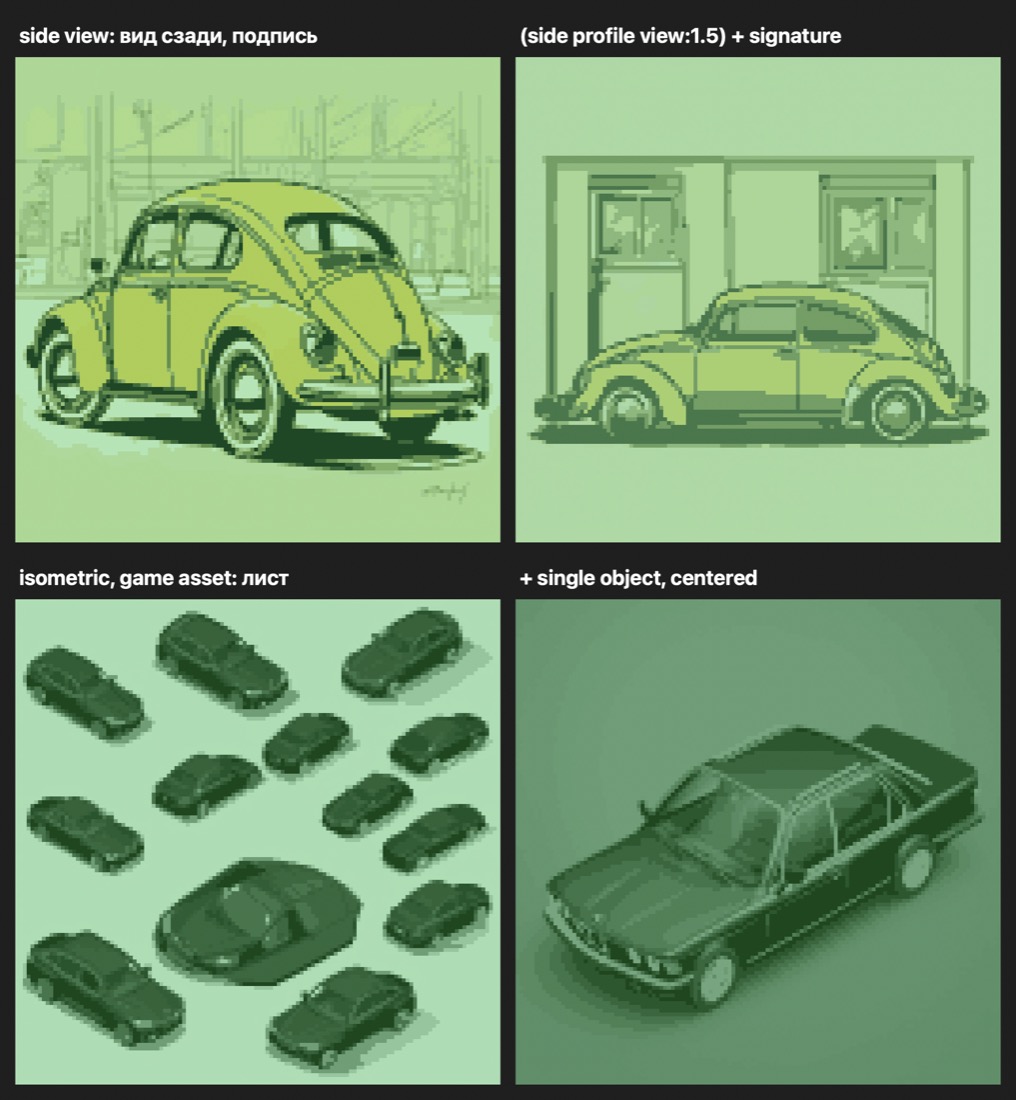 side view: вид сзади, подпись
(side profile view:1.5) + signature
isometric, game asset: лист
+ single object, centered